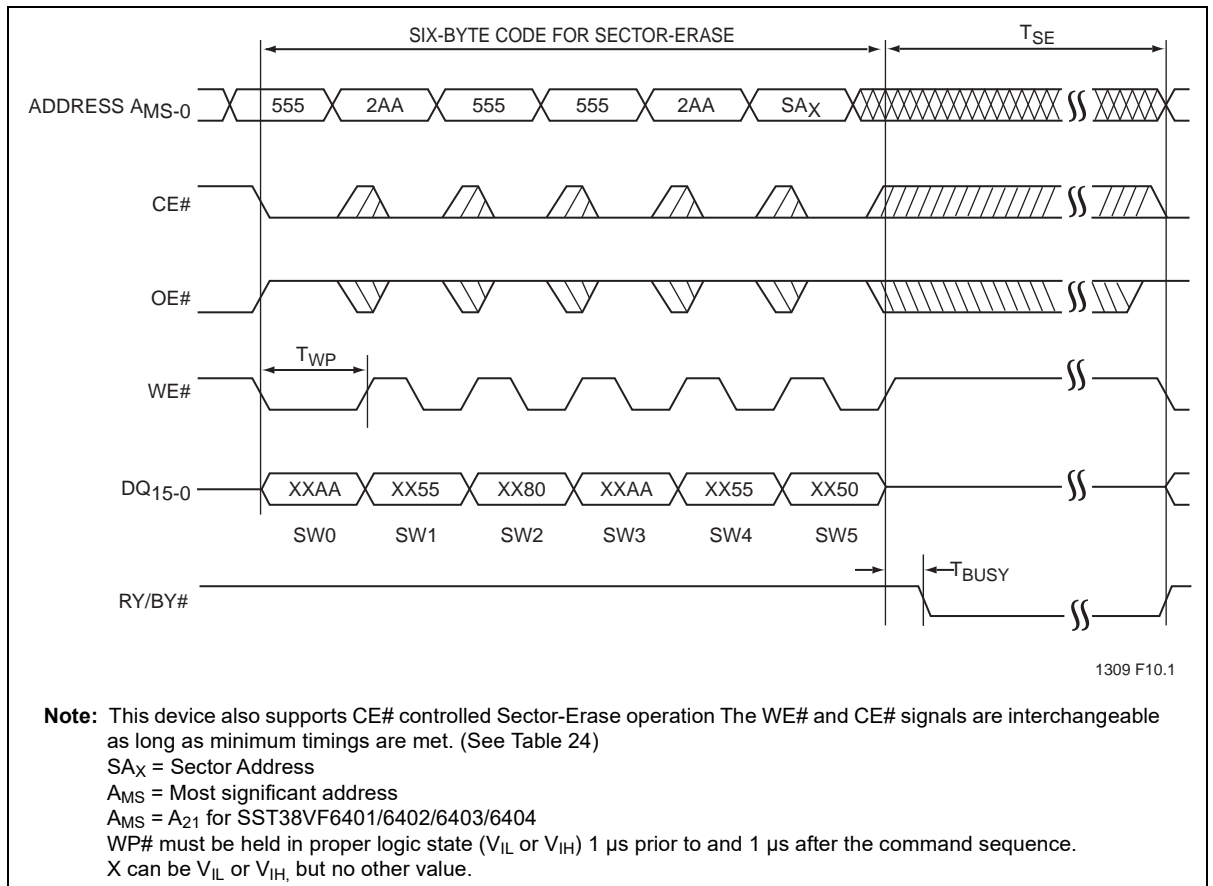 SIX-BYTE CODE FOR SECTOR-ERASE
TSE
ADDRESS AMS-0
555 2AA 555 555 2AA SAX
CE#
OE#
TWP
WE#
DQ15-0
XXAA XX55 XX80 XXAA XX55 XX50
SW0 SW1 SW2 SW3 SW4 SW5
TBUSY
RY/BY#
1309 F10.1
Note: This device also supports CE# controlled Sector-Erase operation The WE# and CE# signals are interchangeable
as long as minimum timings are met. (See Table 24)
SAX = Sector Address
AMS = Most significant address
AMS = A21 for SST38VF6401/6402/6403/6404
WP# must be held in proper logic state (VIL or VIH) 1 µs prior to and 1 µs after the command sequence.
X can be VIL or VIH, but no other value.